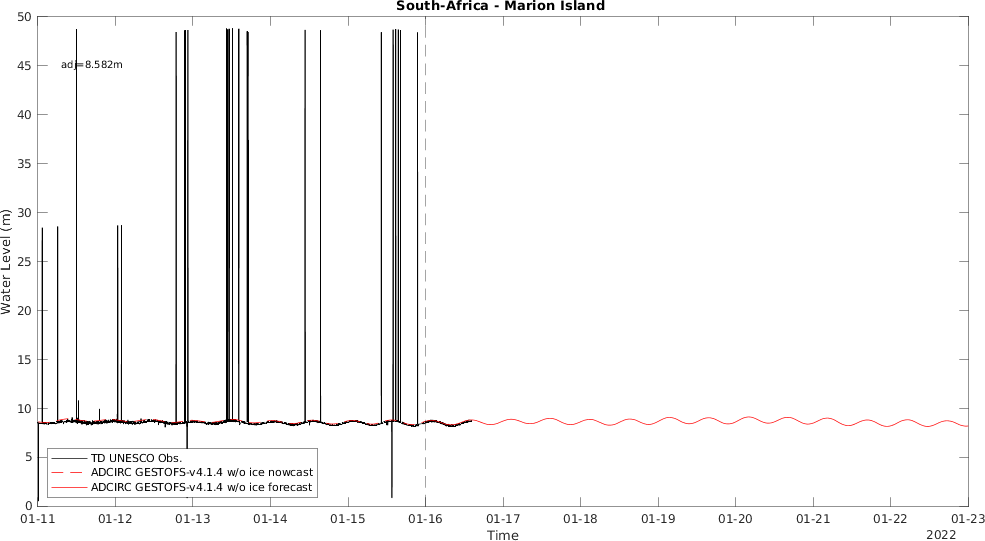 South-Africa - Marion Island
50
45
40
35
30
25
20
15
10
5
0
Water Level (m)
adj=8.582m
TD UNESCO Obs.
ADCIRC GESTOFS-v4.1.4 w/o ice nowcast
ADCIRC GESTOFS-v4.1.4 w/o ice forecast
01-11 01-12 01-13 01-14 01-15 01-16 01-17 01-18 01-19 01-20 01-21 01-22 01-23
Time
2022